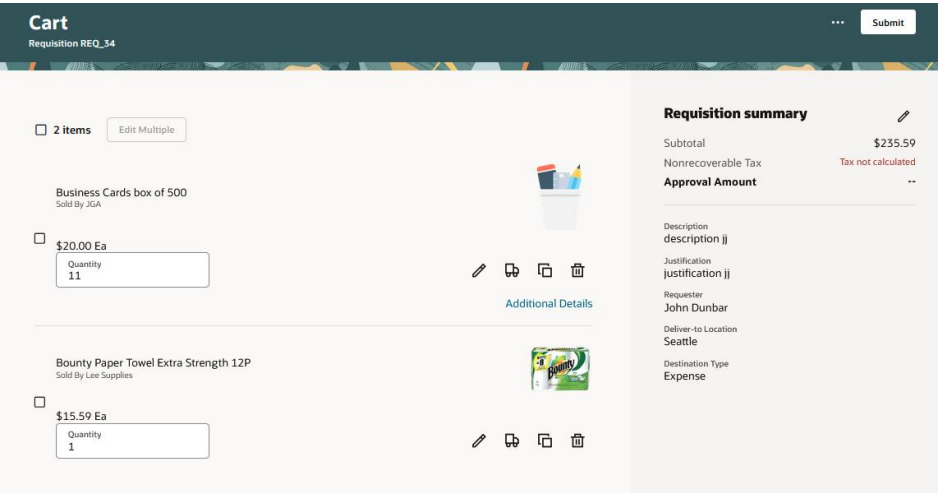 Cart
Requisition REQ_34
...
Submit
2 items
Edit Multiple
Business Cards box of 500
Sold By JGA
$20.00 Ea
Quantity
11
Additional Details
Bounty Paper Towel Extra Strength 12P
Sold By Lee Supplies
8
Bounty
$15.59 Ea
Quantity
1
Requisition summary
Subtotal $235.59
Nonrecoverable Tax Tax not calculated
Approval Amount --
Description
description jj
Justification
justification jj
Requester
John Dunbar
Deliver-to Location
Seattle
Destination Type
Expense